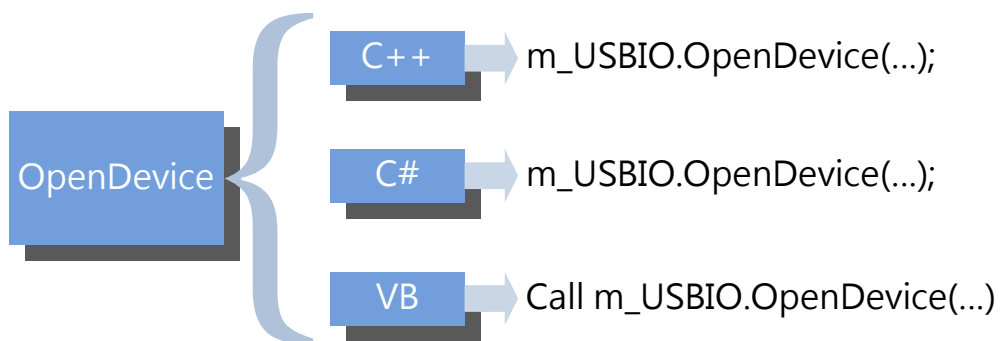 OpenDevice
C++
m_USBIO.OpenDevice(...);
C#
m_USBIO.OpenDevice(...);
VB
Call m_USBIO.OpenDevice(...)